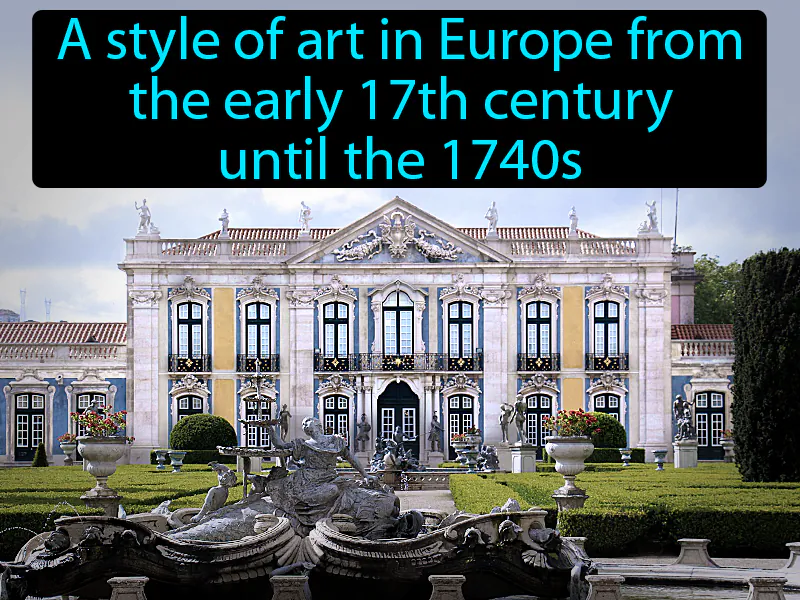 A style of art in Europe from
the early 17th century
until the 1740s